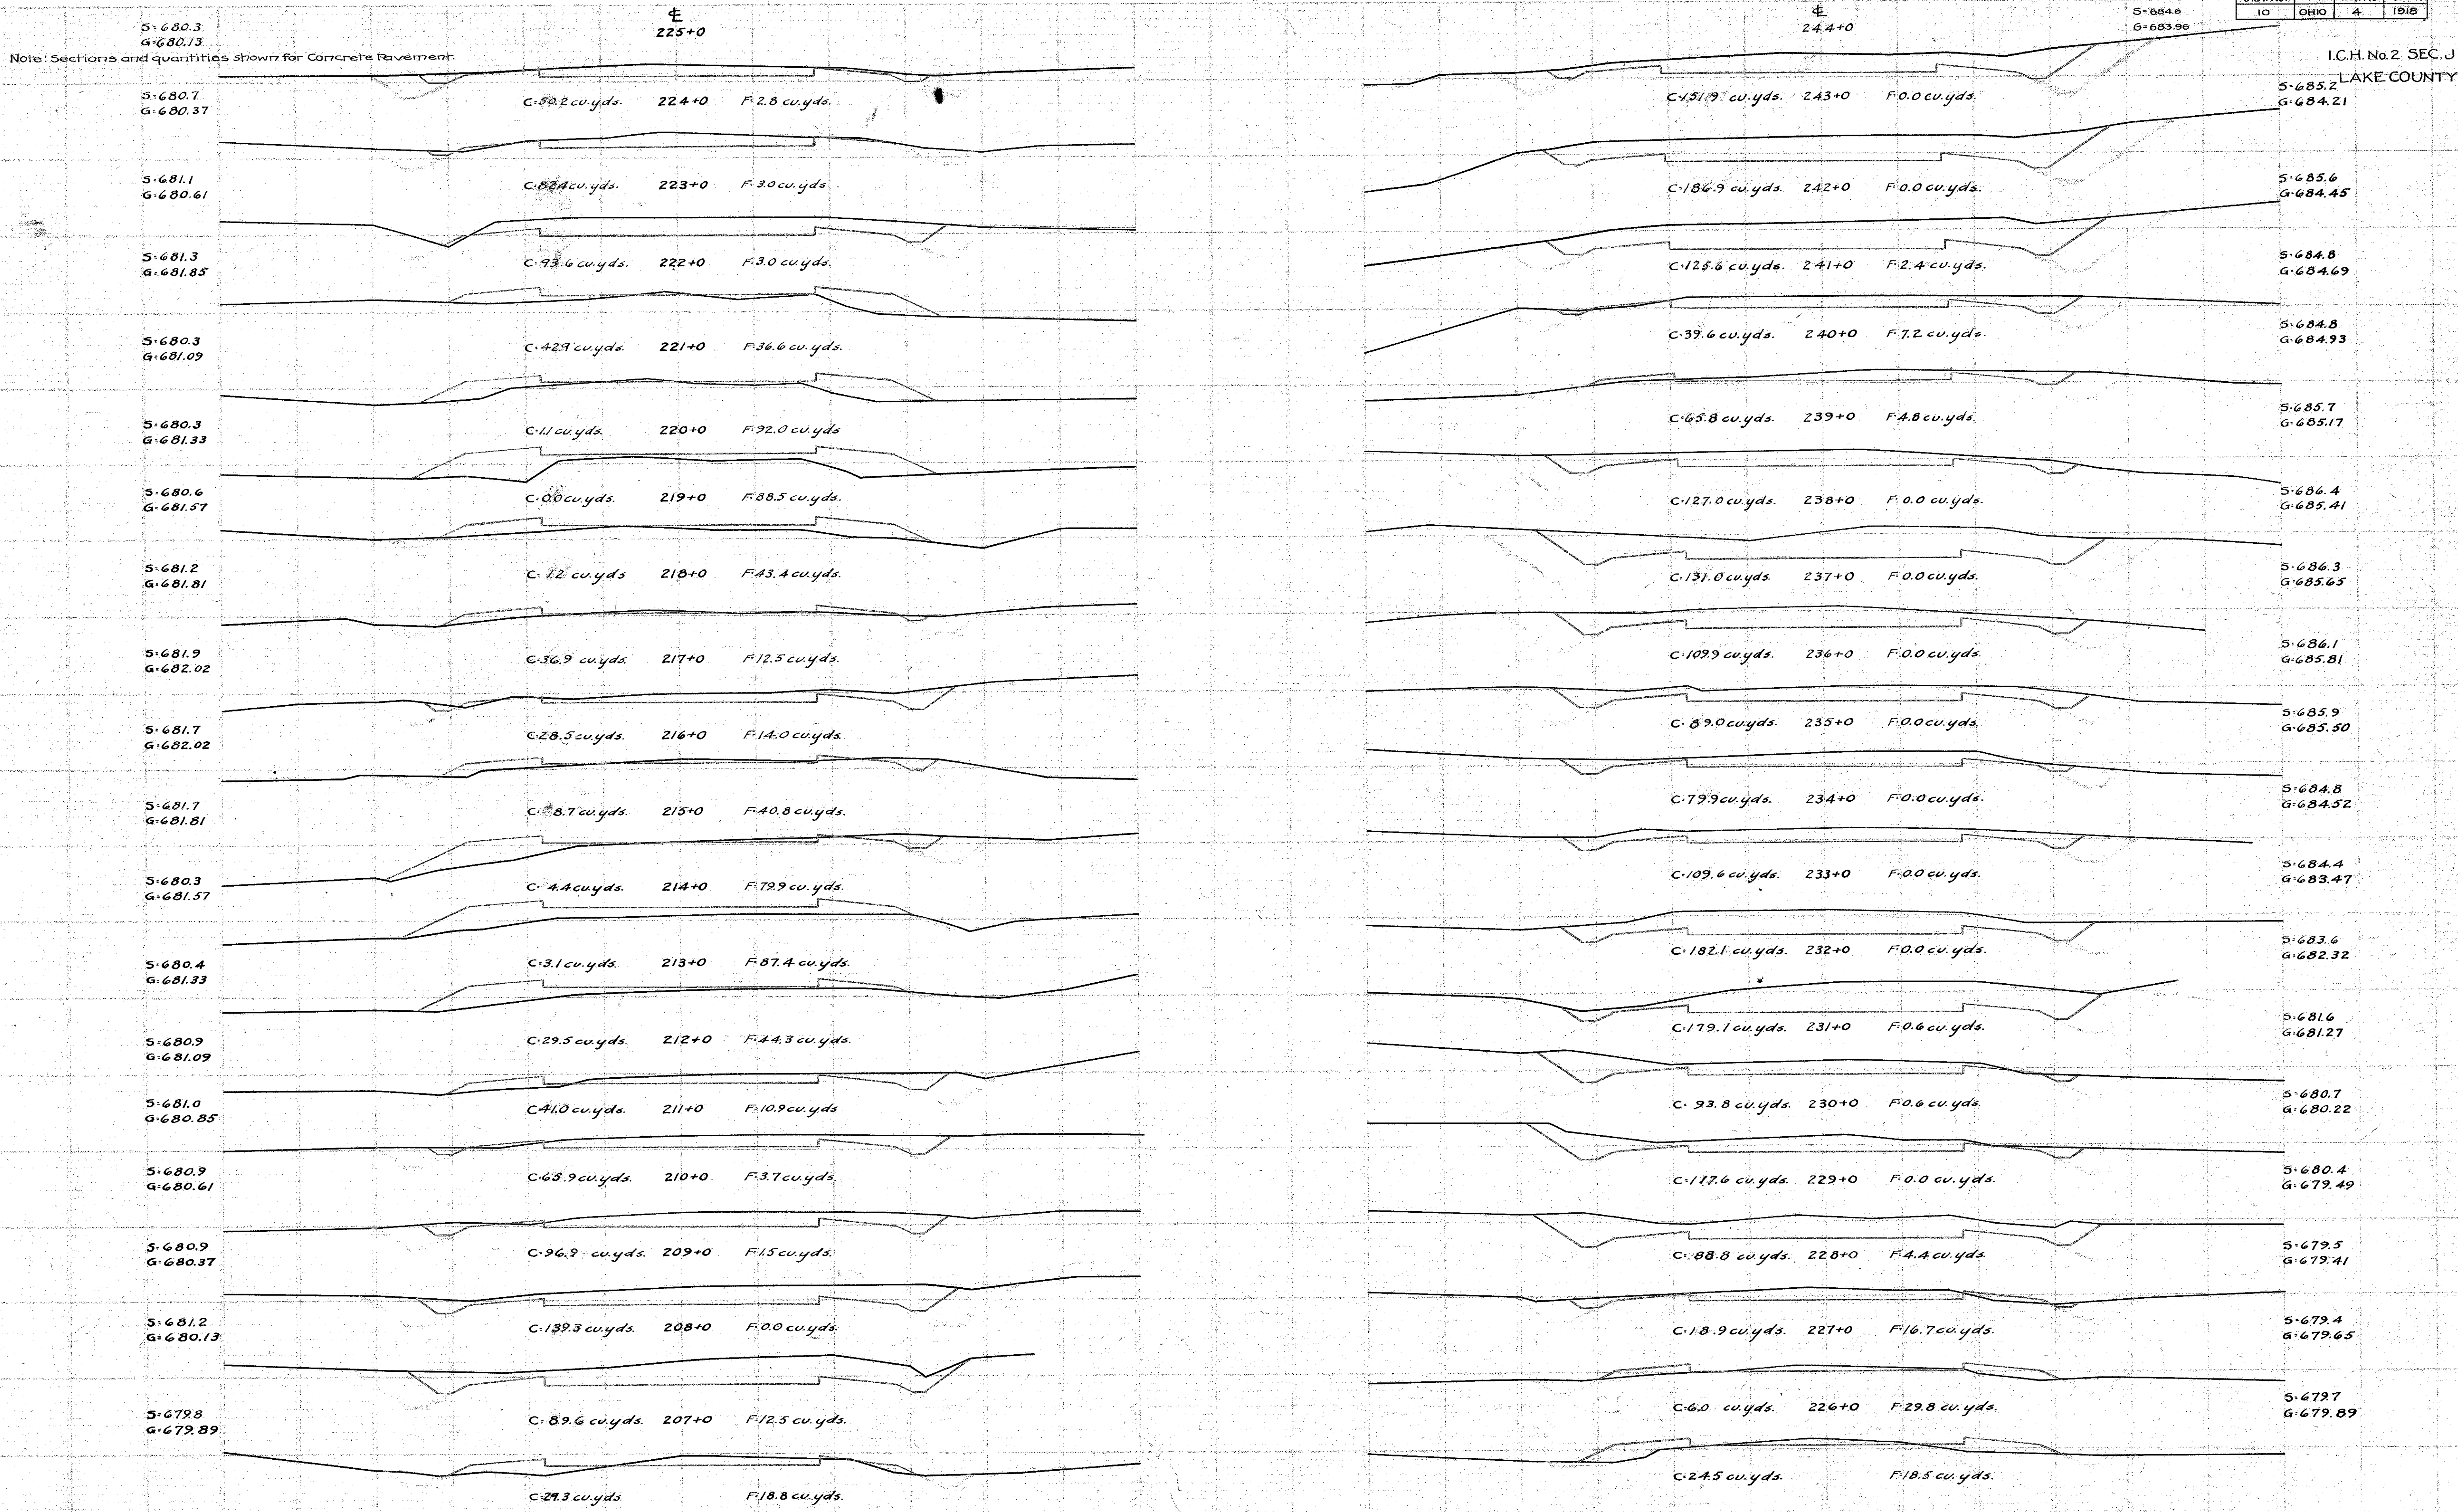 ℄
225+0
S=680.3
G=680.13
Note: Sections and quantities shown for Concrete Pavement.
S=680.7
G=680.37
C=50.2 cu.yds. 224+0 F=2.8 cu.yds.
S=681.1
G=680.61
C=82.4 cu.yds. 223+0 F=3.0 cu.yds
S=681.3
G=681.85
C=93.6 cu.yds. 222+0 F=3.0 cu.yds.
S=680.3
G=681.09
C=42.9 cu.yds. 221+0 F=36.6 cu.yds.
S=680.3
G=681.33
C=1.1 cu.yds. 220+0 F=92.0 cu.yds
S=680.6
G=681.57
C=0.0 cu.yds. 219+0 F=88.5 cu.yds.
S=681.2
G=681.81
C=1.2 cu.yds 218+0 F=43.4 cu.yds.
S=681.9
G=682.02
C=36.9 cu.yds. 217+0 F=12.5 cu.yds.
S=681.7
G=682.02
C=28.5 cu.yds. 216+0 F=14.0 cu.yds.
S=681.7
G=681.81
C=8.7 cu.yds. 215+0 F=40.8 cu.yds.
S=680.3
G=681.57
C=4.4 cu.yds. 214+0 F=79.9 cu.yds.
S=680.4
G=681.33
C=3.1 cu.yds. 213+0 F=87.4 cu.yds.
S=680.9
G=681.09
C=29.5 cu.yds. 212+0 F=44.3 cu.yds.
S=681.0
G=680.85
C=41.0 cu.yds. 211+0 F=10.9 cu.yds
S=680.9
G=680.61
C=65.9 cu.yds. 210+0 F=3.7 cu.yds.
S=680.9
G=680.37
C=96.9 cu.yds. 209+0 F=1.5 cu.yds.
S=681.2
G=680.13
C=139.3 cu.yds. 208+0 F=0.0 cu.yds.
S=679.8
G=679.89
C=89.6 cu.yds. 207+0 F=12.5 cu.yds.
C=29.3 cu.yds. F=18.8 cu.yds.
℄
244+0
S=684.6
G=683.96
10 OHIO 4 1918
I.C.H. No. 2 SEC. J
LAKE COUNTY
S=685.2
G=684.21
C=151.9 cu.yds. 243+0 F=0.0 cu.yds.
S=685.6
G=684.45
C=186.9 cu.yds. 242+0 F=0.0 cu.yds.
S=684.8
G=684.69
C=125.6 cu.yds. 241+0 F=2.4 cu.yds.
S=684.8
G=684.93
C=39.6 cu.yds. 240+0 F=7.2 cu.yds.
S=685.7
G=685.17
C=65.8 cu.yds. 239+0 F=4.8 cu.yds.
S=686.4
G=685.41
C=127.0 cu.yds. 238+0 F=0.0 cu.yds.
S=686.3
G=685.65
C=131.0 cu.yds. 237+0 F=0.0 cu.yds.
S=686.1
G=685.81
C=109.9 cu.yds. 236+0 F=0.0 cu.yds.
S=685.9
G=685.50
C=89.0 cu.yds. 235+0 F=0.0 cu.yds.
S=684.8
G=684.52
C=79.9 cu.yds. 234+0 F=0.0 cu.yds.
S=684.4
G=683.47
C=109.6 cu.yds. 233+0 F=0.0 cu.yds.
S=683.6
G=682.32
C=182.1 cu.yds. 232+0 F=0.0 cu.yds.
S=681.6
G=681.27
C=179.1 cu.yds. 231+0 F=0.6 cu.yds.
S=680.7
G=680.22
C=93.8 cu.yds. 230+0 F=0.6 cu.yds.
S=680.4
G=679.49
C=117.6 cu.yds. 229+0 F=0.0 cu.yds.
S=679.5
G=679.41
C=88.8 cu.yds. 228+0 F=4.4 cu.yds.
S=679.4
G=679.65
C=18.9 cu.yds. 227+0 F=16.7 cu.yds.
S=679.7
G=679.89
C=6.0 cu.yds. 226+0 F=29.8 cu.yds.
C=24.5 cu.yds. F=18.5 cu.yds.